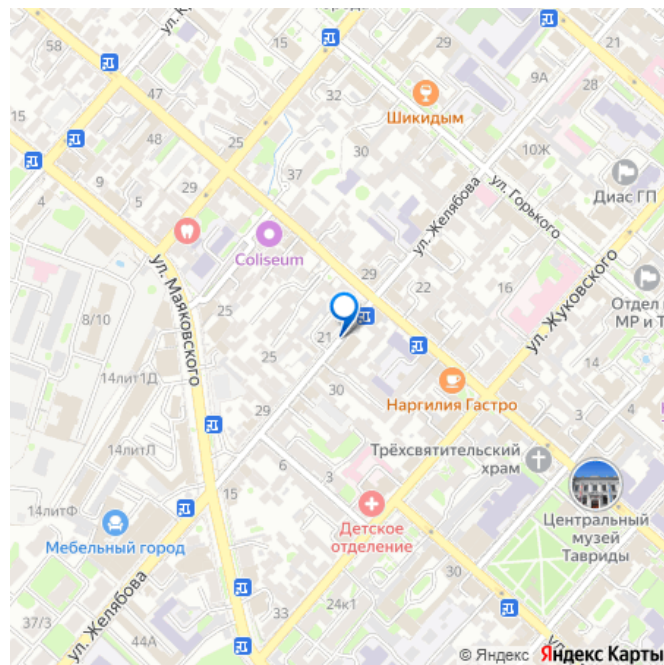 58
15
15
29
21
9А
28
47
32
Шикидым
48
30
10Ж
Диас ГП
ул. Горького
4
9
5
29
37
ул. Желябова
Coliseum
29
22
16
ул. Жуковского
Отдел
МР и Т
ул. Маяковского
8/10
25
21
25
14лит1Д
30
Наргилия Гастро
3
4
29
14литЛ
Трёхсвятительский
храм
6
3
15
14литФ
Мебельный город
Детское
отделение
Центральный
музей
Тавриды
30
ул. Желябова
24к1
33
37/3
44А
© Яндекс Яндекс Карты